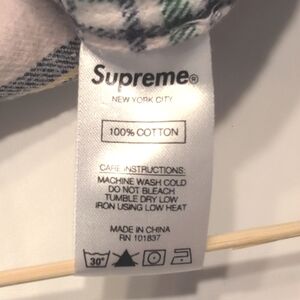 Supreme®
NEW YORK CITY
100% COTTON
CARE INSTRUCTIONS:
MACHINE WASH COLD
DO NOT BLEACH
TUMBLE DRY LOW
IRON USING LOW HEAT
MADE IN CHINA
RN 101837
30°